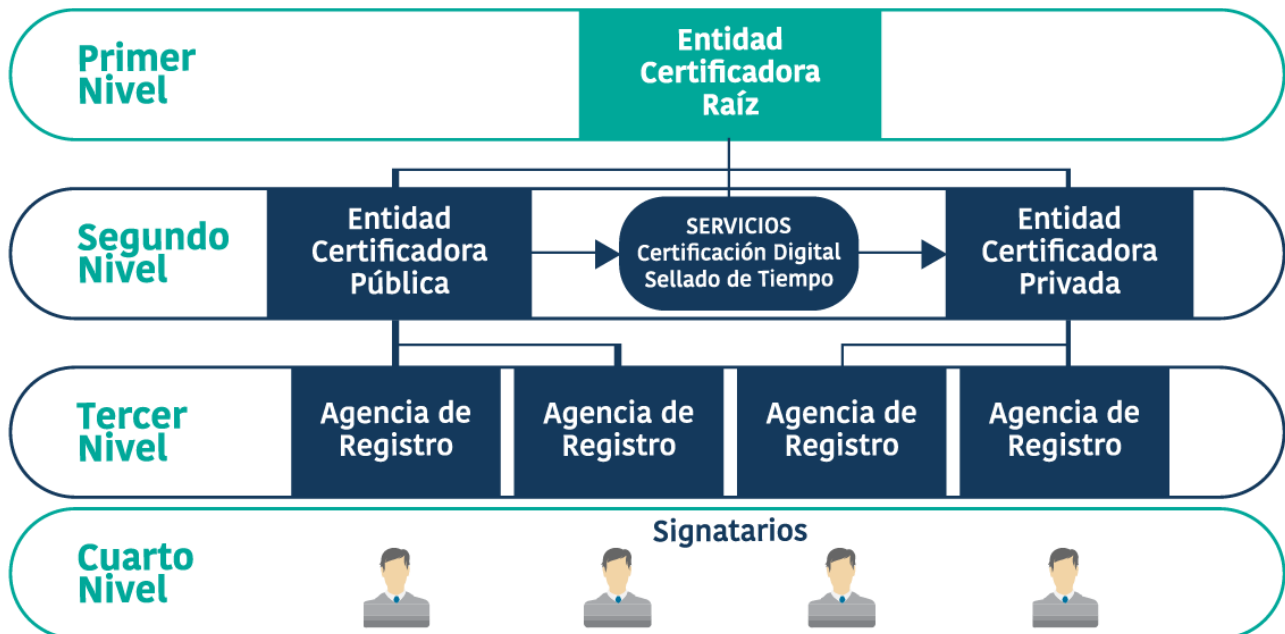 Primer
Nivel
Entidad
Certificadora
Raíz
Segundo
Nivel
Entidad
Certificadora
Pública
SERVICIOS
Certificación Digital
Sellado de Tiempo
Entidad
Certificadora
Privada
Tercer
Nivel
Agencia de
Registro
Agencia de
Registro
Agencia de
Registro
Agencia de
Registro
Cuarto
Nivel
Signatarios